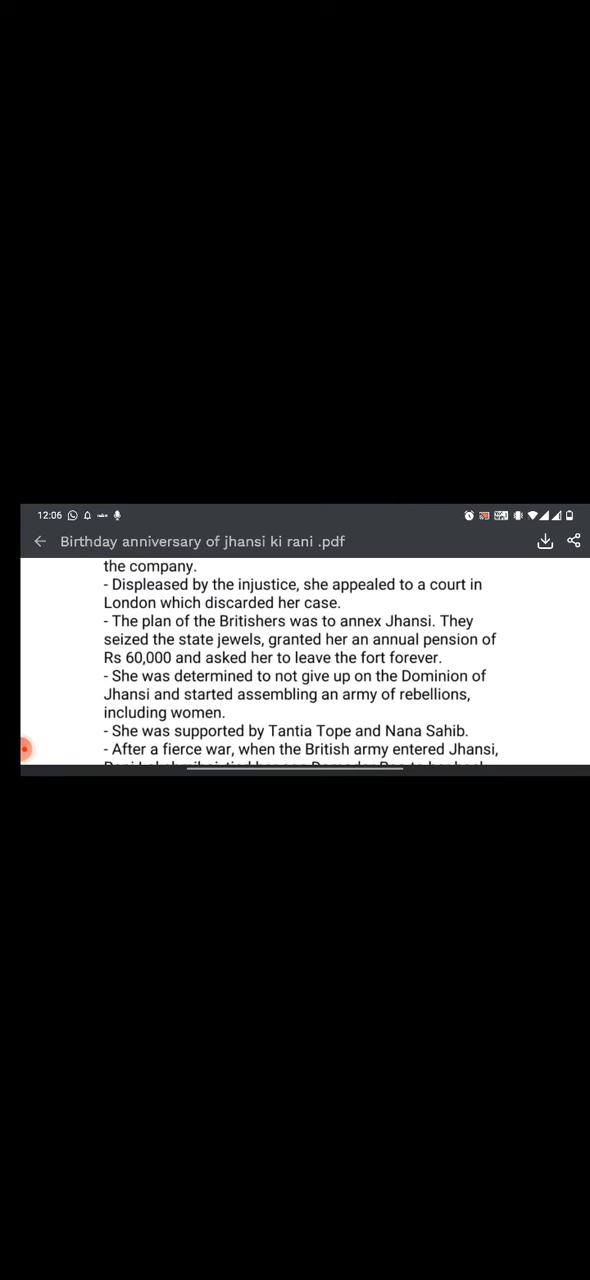 12:06
Birthday anniversary of jhansi ki rani .pdf
the company.
- Displeased by the injustice, she appealed to a court in
London which discarded her case.
- The plan of the Britishers was to annex Jhansi. They
seized the state jewels, granted her an annual pension of
Rs 60,000 and asked her to leave the fort forever.
- She was determined to not give up on the Dominion of
Jhansi and started assembling an army of rebellions,
including women.
- She was supported by Tantia Tope and Nana Sahib.
- After a fierce war, when the British army entered Jhansi,